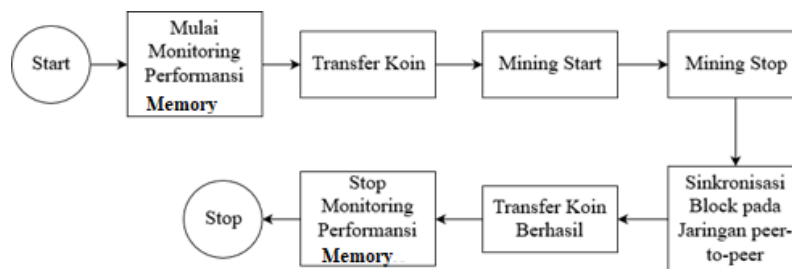 Start
Mulai
Monitoring
Performansi
Memory
Transfer Koin
Mining Start
Mining Stop
Sinkronisasi
Block pada
Jaringan peer-
to-peer
Transfer Koin
Berhasil
Stop
Monitoring
Performansi
Memory
Stop